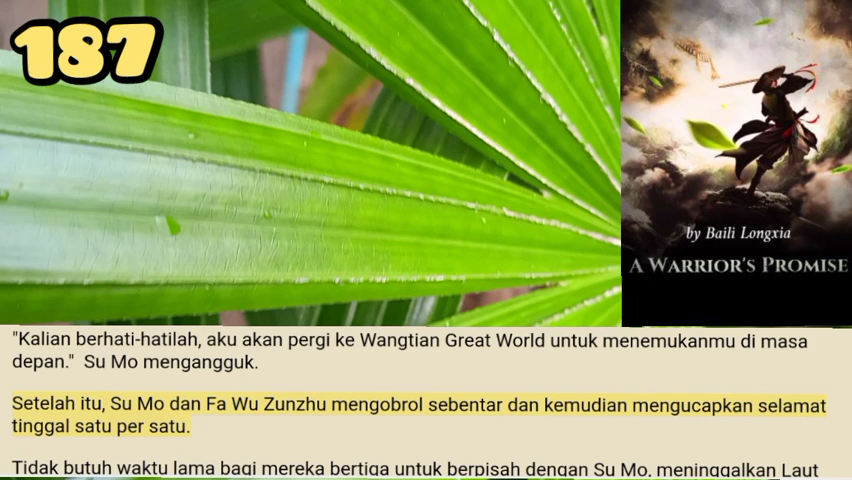 187
by Baili Longxia
A WARRIOR'S PROMISE
"Kalian berhati-hatilah, aku akan pergi ke Wangtian Great World untuk menemukanmu di masa
depan."  Su Mo mengangguk.
Setelah itu, Su Mo dan Fa Wu Zunzhu mengobrol sebentar dan kemudian mengucapkan selamat
tinggal satu per satu.
Tidak butuh waktu lama bagi mereka bertiga untuk berpisah dengan Su Mo, meninggalkan Laut